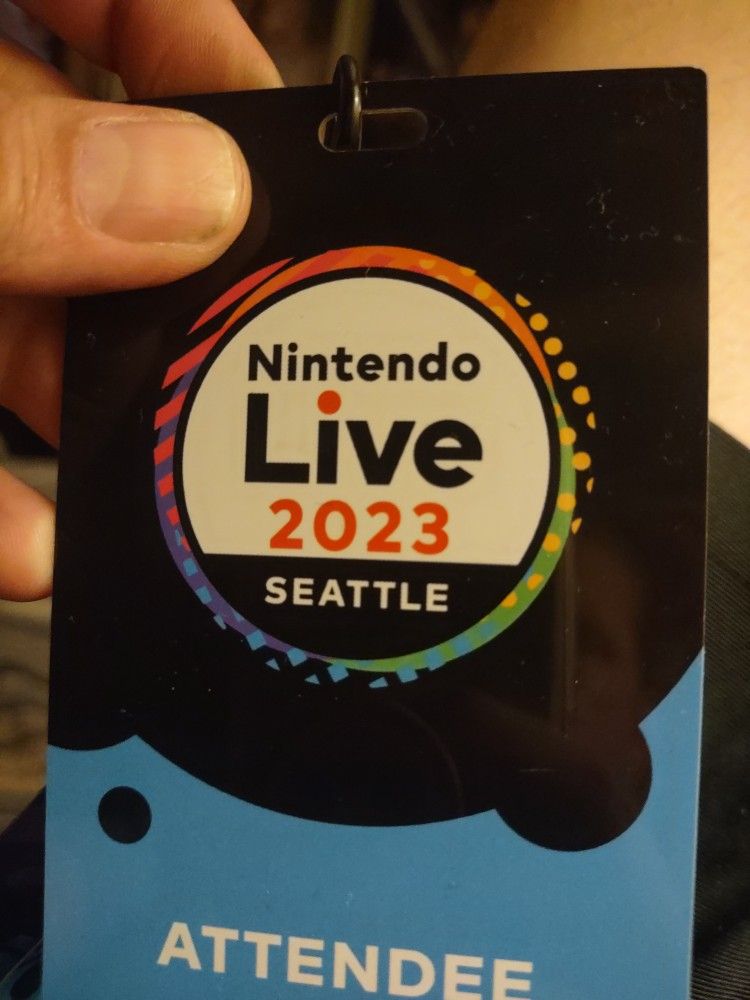 Nintendo
Live
2023
SEATTLE
ATTENDEE